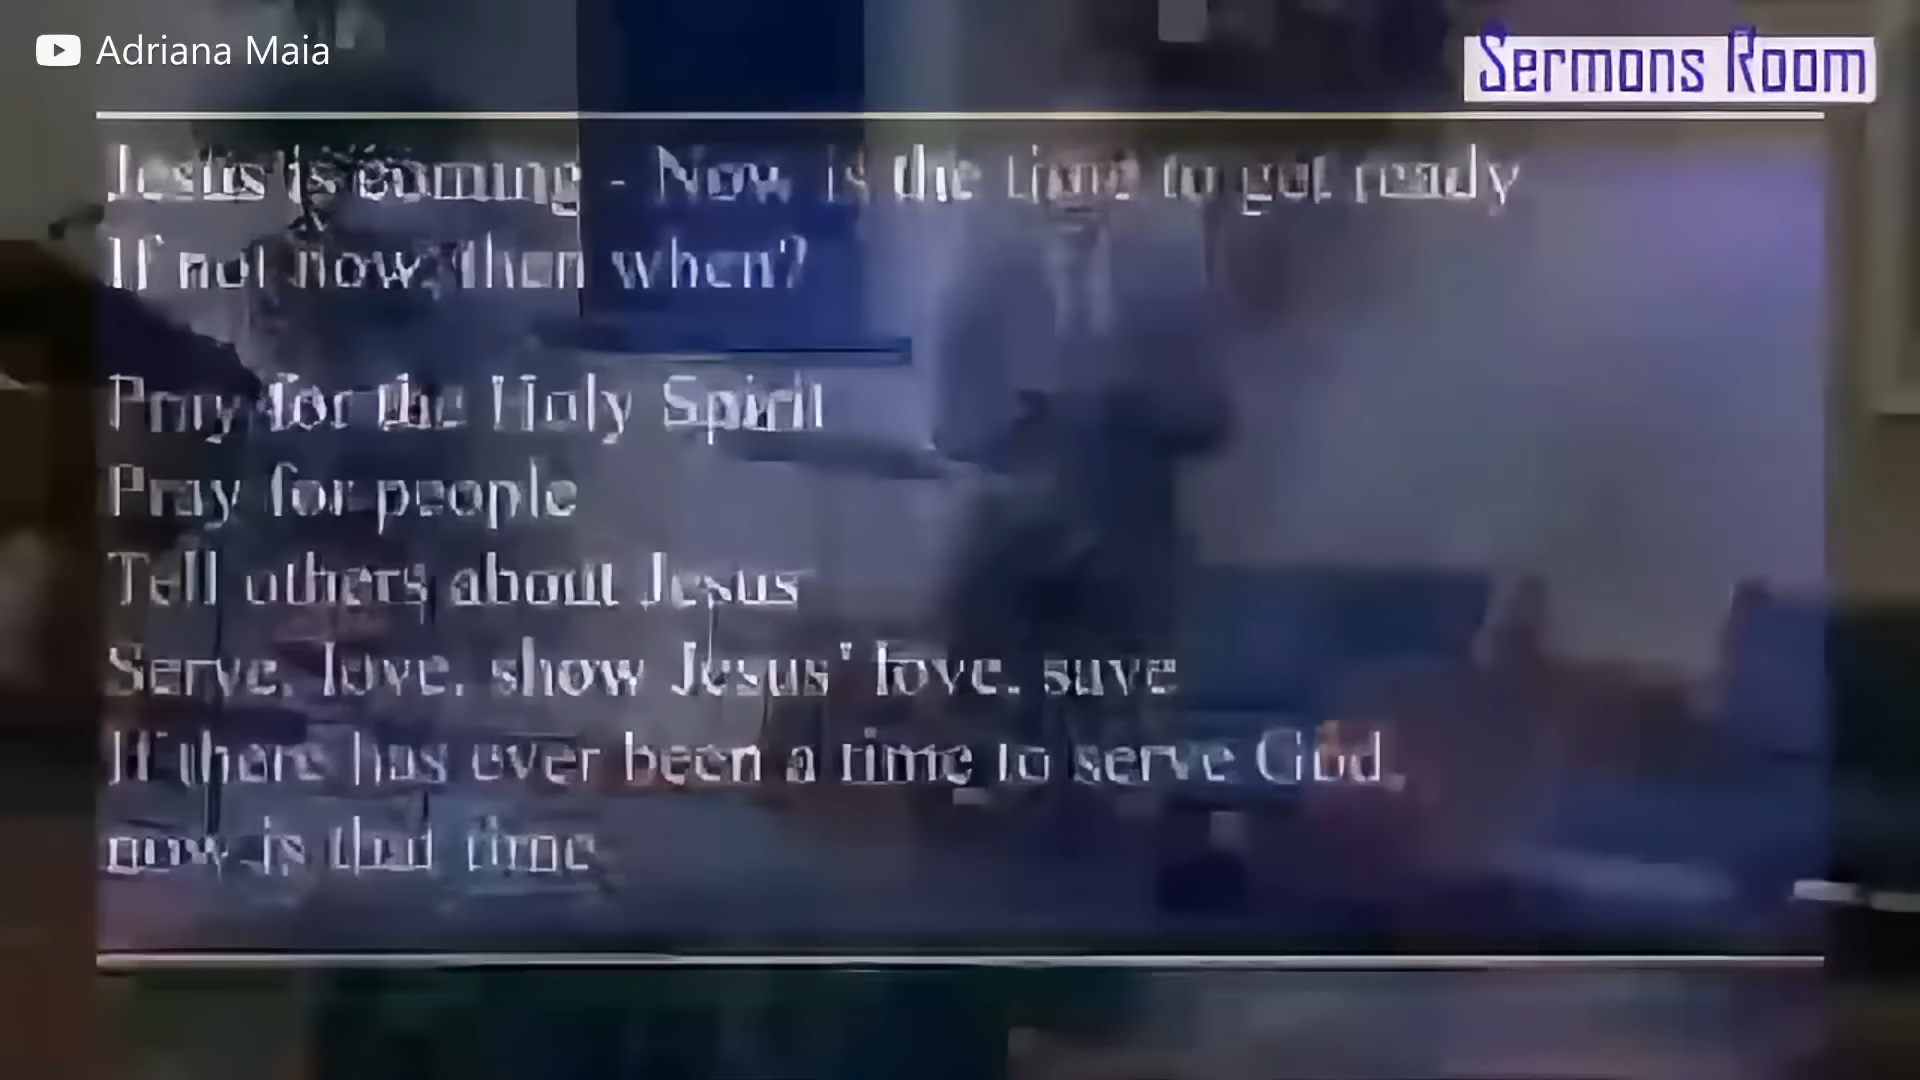 Adriana Maia
Sermons Room
Jesus is coming - Now is the time to get ready
If not now, then when?
Pray for the Holy Spirit
Pray for people
Tell others about Jesus
Serve, love, show Jesus' love, save
If there has ever been a time to serve God,
now is that time